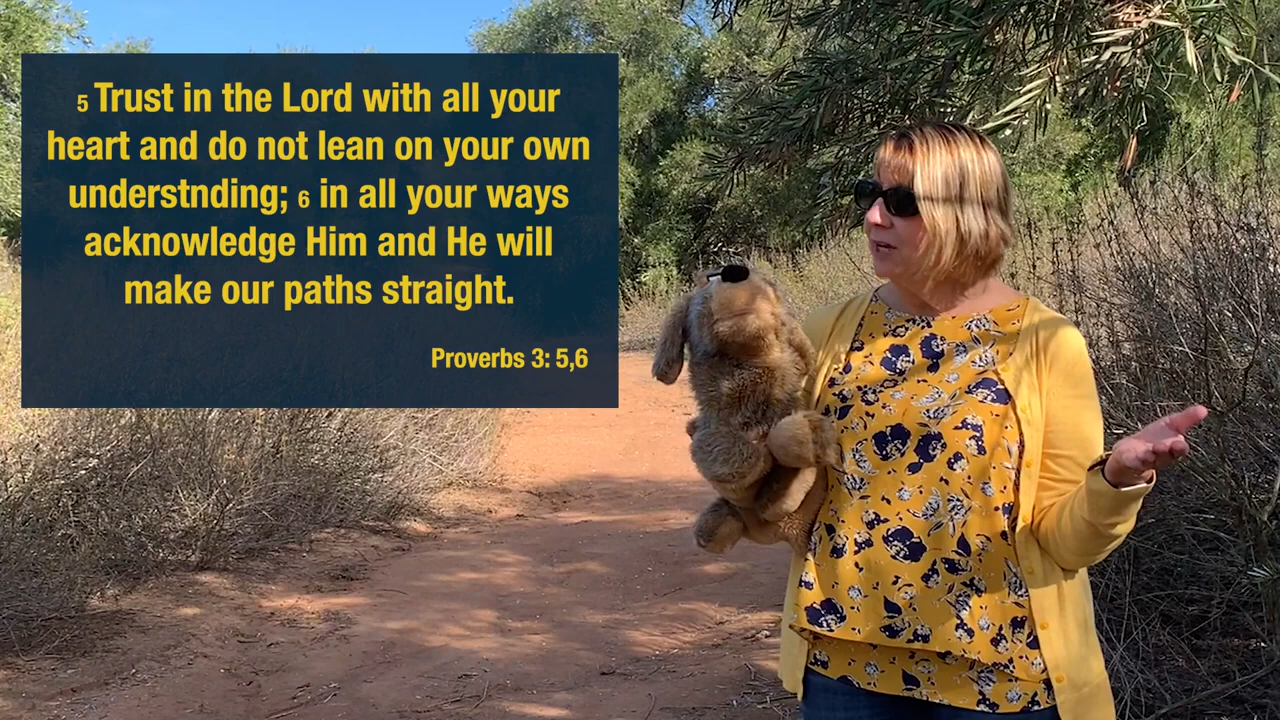 5 Trust in the Lord with all your
heart and do not lean on your own
understnding; 6 in all your ways
acknowledge Him and He will
make our paths straight.
Proverbs 3: 5,6